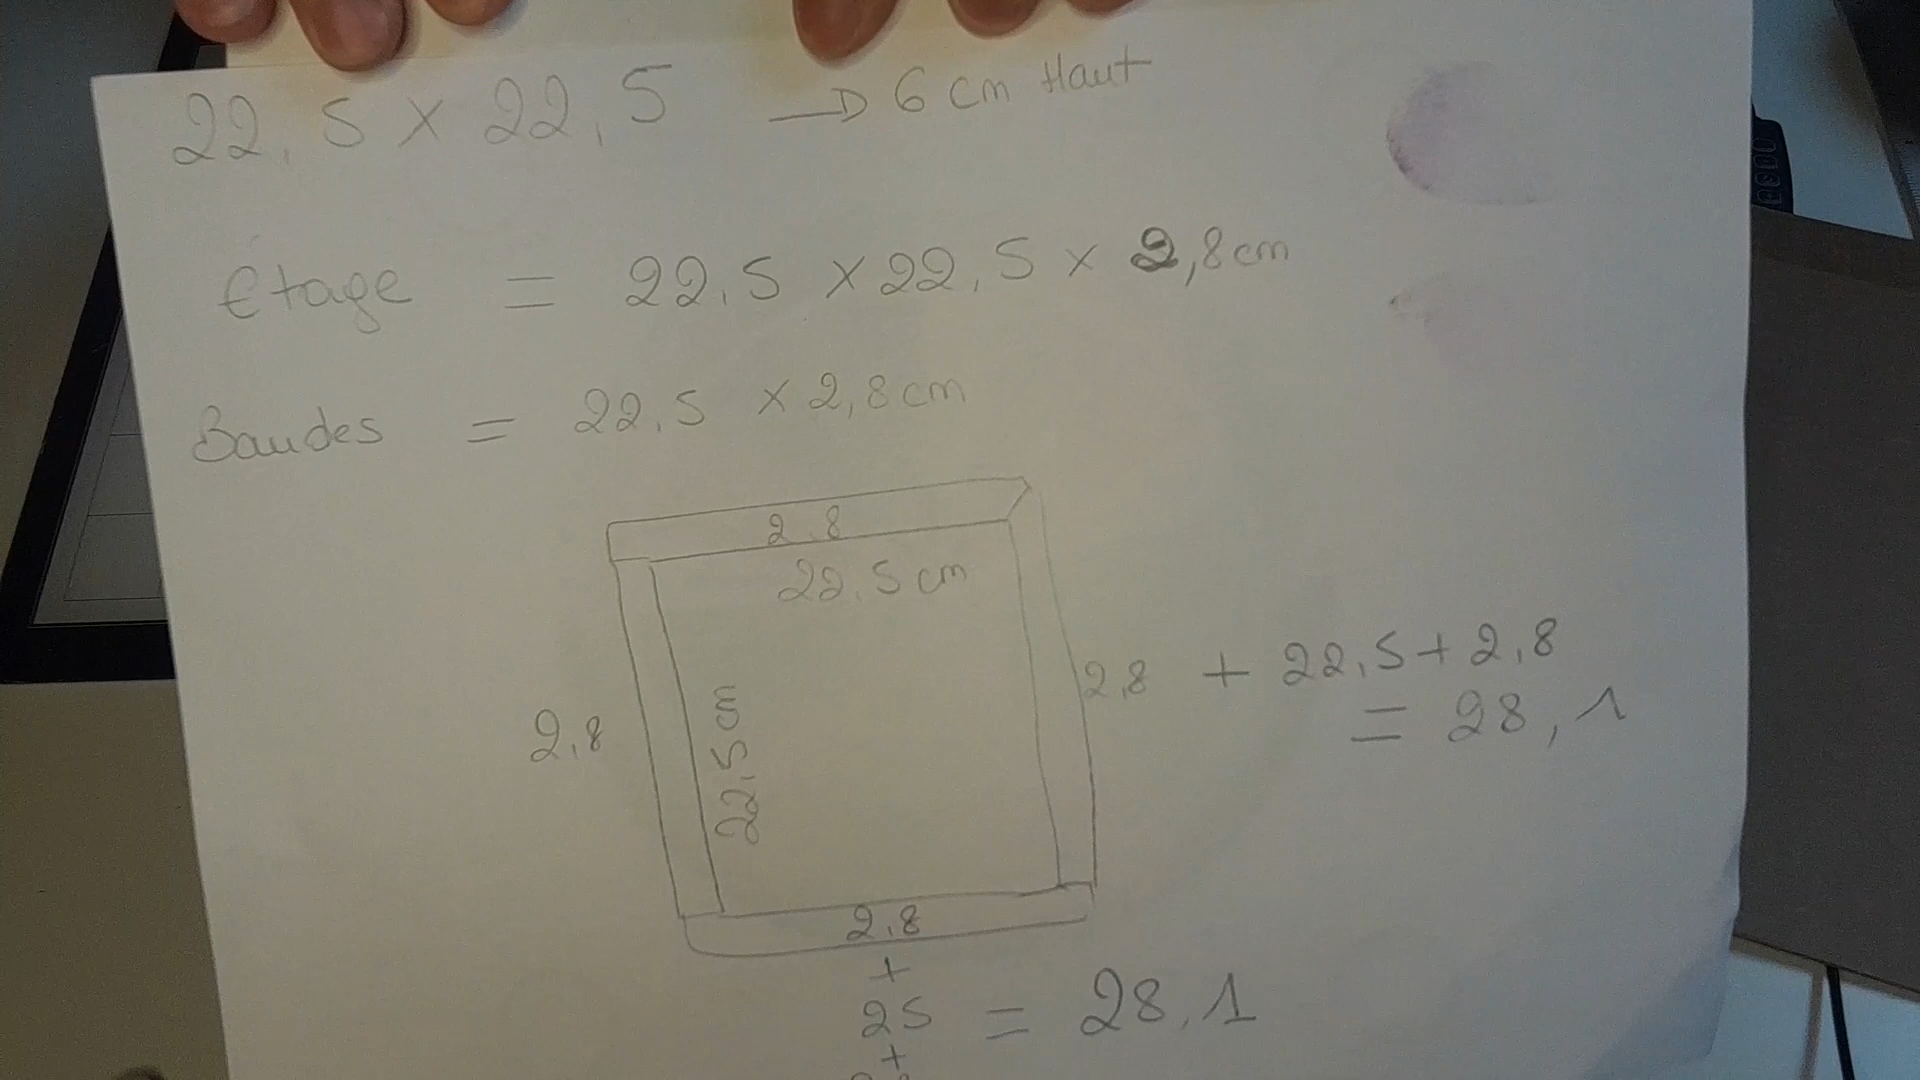 22,5 x 22,5 → 6 cm Haut
étage = 22,5 x 22,5 x 2,8 cm
Bandes = 22,5 x 2,8 cm
2,8
22,5 cm
2,8
22,5 cm
2,8 + 22,5 + 2,8
= 28,1
2,8
+
25 = 28,1
+